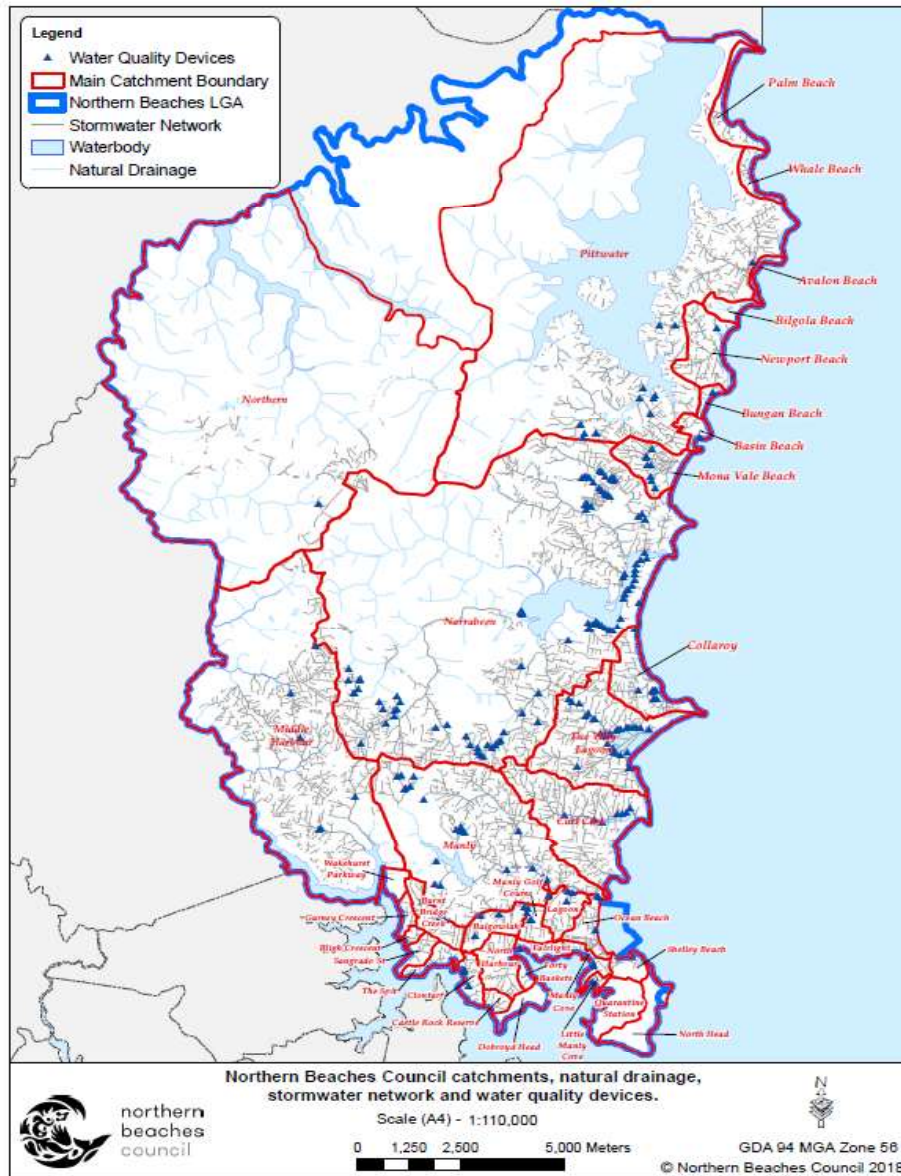 Legend
Water Quality Devices
Main Catchment Boundary
Northern Beaches LGA
Stormwater Network
Waterbody
Natural Drainage
Palm Beach
Whale Beach
Pittwater
Avalon Beach
Bilgola Beach
Newport Beach
Northern
Bungan Beach
Basin Beach
Mona Vale Beach
Narrabeen
Collaroy
Middle
Harbour
Lagoon
Manly
Wakehurst
Parkway
Manly Golf
Course
Burnt
Bridge
Creek
Lagoon
Ocean Beach
Gurney Crescent
Balgowlah
Bligh Crescent
North
Harbour
Fairlight
Shelley Beach
Sangrado St
Forty
Baskets
The Spit
Clontarf
Manly
Cove
Quarantine
Station
Castle Rock Reserve
Little
Manly
Cove
North Head
Dobroyd Head
Northern Beaches Council catchments, natural drainage,
stormwater network and water quality devices.
Scale (A4) - 1:110,000
northern
beaches
council
0 1,250 2,500 5,000 Meters
N
GDA 94 MGA Zone 56
© Northern Beaches Council 2018